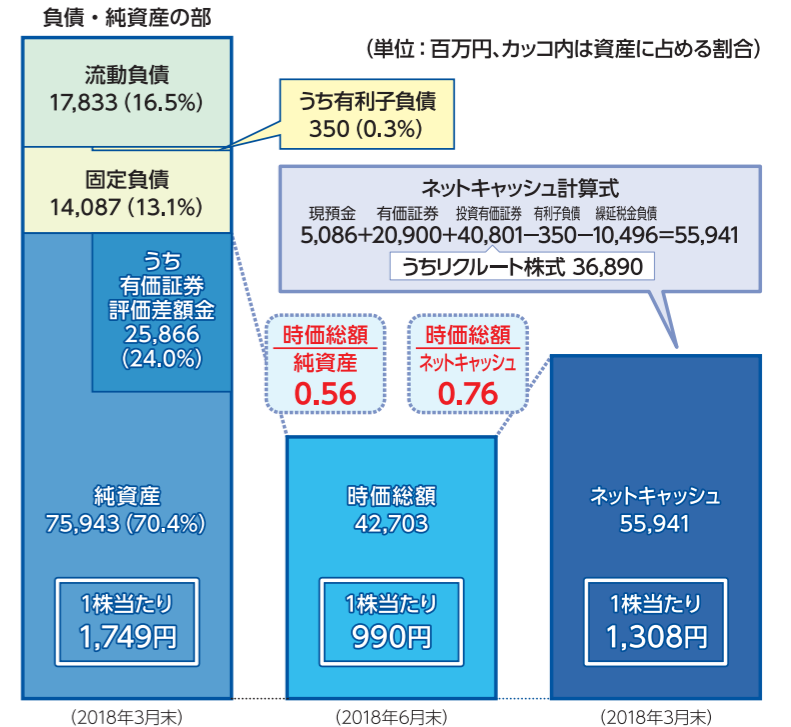 負債・純資産の部
(単位：百万円、カッコ内は資産に占める割合)
流動負債
17,833 (16.5%)
うち有利子負債
350 (0.3%)
固定負債
14,087 (13.1%)
ネットキャッシュ計算式
現預金 有価証券 投資有価証券 有利子負債 繰延税金負債
5,086+20,900+40,801−350−10,496=55,941
うちリクルート株式 36,890
うち
有価証券
評価差額金
25,866
(24.0%)
時価総額
純資産
0.56
時価総額
ネットキャッシュ
0.76
純資産
75,943 (70.4%)
1株当たり
1,749円
時価総額
42,703
1株当たり
990円
ネットキャッシュ
55,941
1株当たり
1,308円
(2018年3月末)
(2018年6月末)
(2018年3月末)